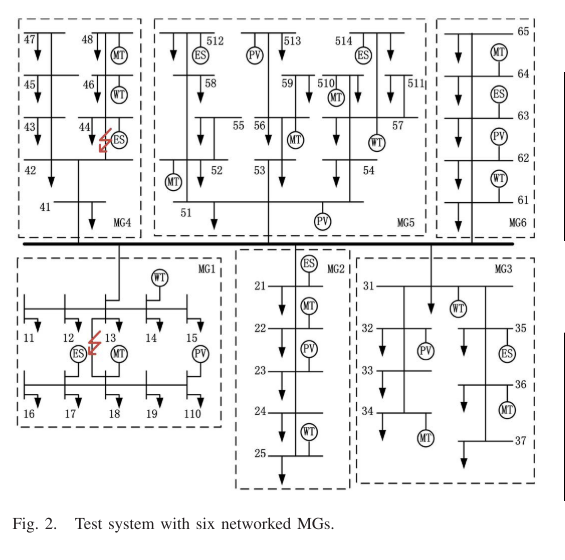 47 48 512 513 514 65
MT ES PV ES MT
45 46 58 59 510 511 64
WT MT ES
43 44 55 56 57 63
ES MT WT PV
42 52 53 54 62
MT WT
41 51 61
PV
MG4 MG5 MG6
MG1 MG2 MG3
WT ES
21 31
MT WT
11 12 13 14 15 22 32 35
ES MT PV PV PV ES
23 33
16 17 18 19 110 24 34 36
WT MT MT
25 37
Fig. 2. Test system with six networked MGs.